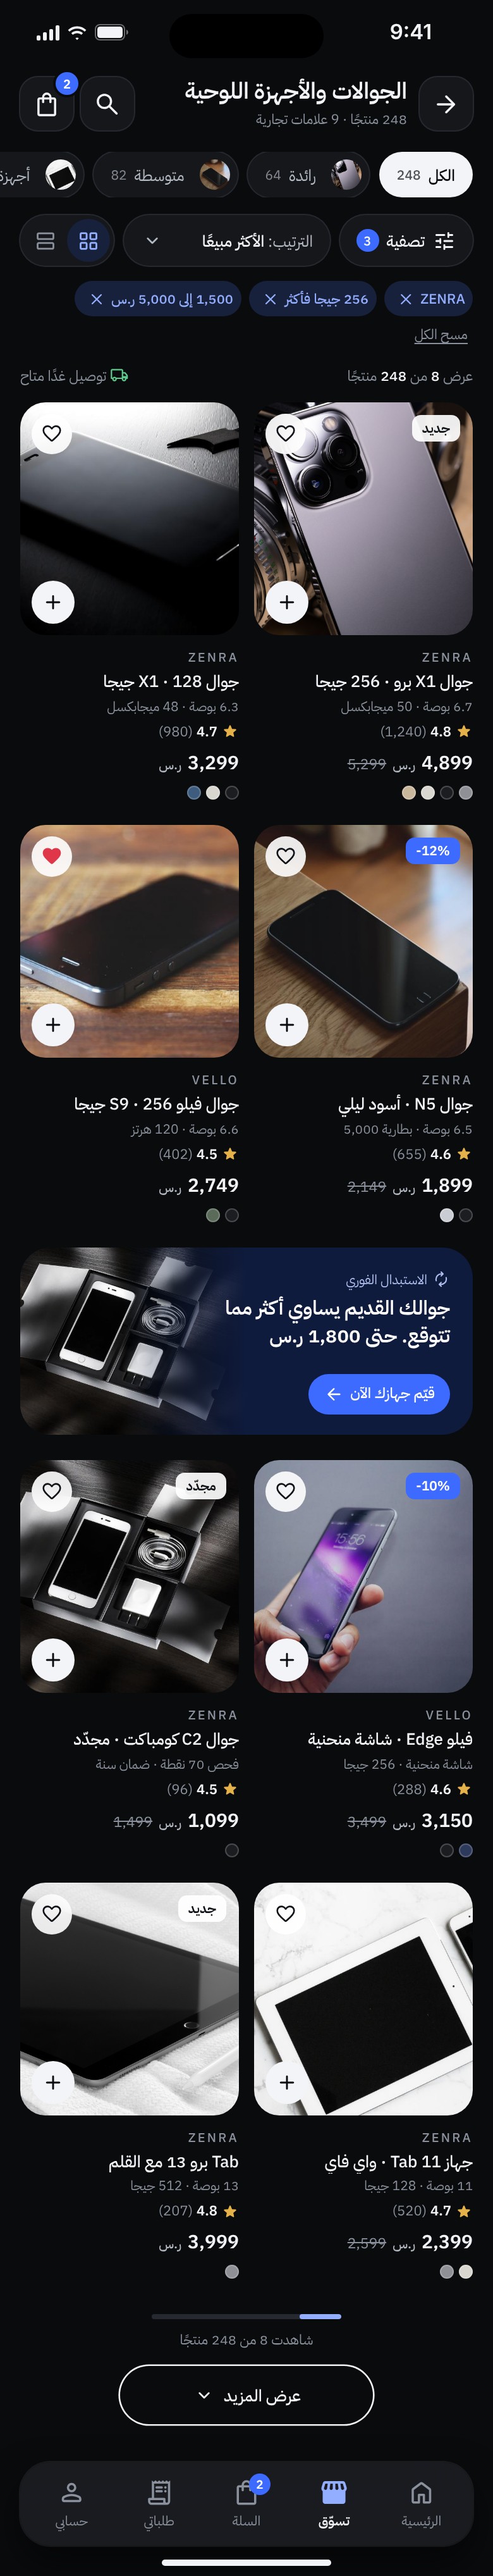 9:41
الجوالات والأجهزة اللوحية
248 منتجًا · 9 علامات تجارية
2
الكل 248
رائدة 64
متوسطة 82
أجهزة
تصفية 3
الترتيب: الأكثر مبيعًا
ZENRA
256 جيجا فأكثر
1,500 إلى 5,000 ر.س
مسح الكل
عرض 8 من 248 منتجًا
توصيل غدًا متاح
جديد
ZENRA
جوال X1 برو · 256 جيجا
6.7 بوصة · 50 ميجابكسل
4.8 (1,240)
4,899 ر.س 5,299
ZENRA
جوال X1 · 128 جيجا
6.3 بوصة · 48 ميجابكسل
4.7 (980)
3,299 ر.س
-12%
ZENRA
جوال N5 · أسود ليلي
6.5 بوصة · بطارية 5,000
4.6 (655)
1,899 ر.س 2,149
VELLO
جوال فيلو S9 · 256 جيجا
6.6 بوصة · 120 هرتز
4.5 (402)
2,749 ر.س
الاستبدال الفوري
جوالك القديم يساوي أكثر مما
تتوقع. حتى 1,800 ر.س
قيّم جهازك الآن
-10%
15:56
VELLO
فيلو Edge · شاشة منحنية
شاشة منحنية · 256 جيجا
4.6 (288)
3,150 ر.س 3,499
مجدّد
ZENRA
جوال C2 كومباكت · مجدّد
فحص 70 نقطة · ضمان سنة
4.5 (96)
1,099 ر.س 1,499
ZENRA
جهاز Tab 11 · واي فاي
11 بوصة · 128 جيجا
4.7 (520)
2,399 ر.س 2,599
جديد
ZENRA
Tab برو 13 مع القلم
13 بوصة · 512 جيجا
4.8 (207)
3,999 ر.س
شاهدت 8 من 248 منتجًا
عرض المزيد
الرئيسية
تسوّق
2
السلة
طلباتي
حسابي